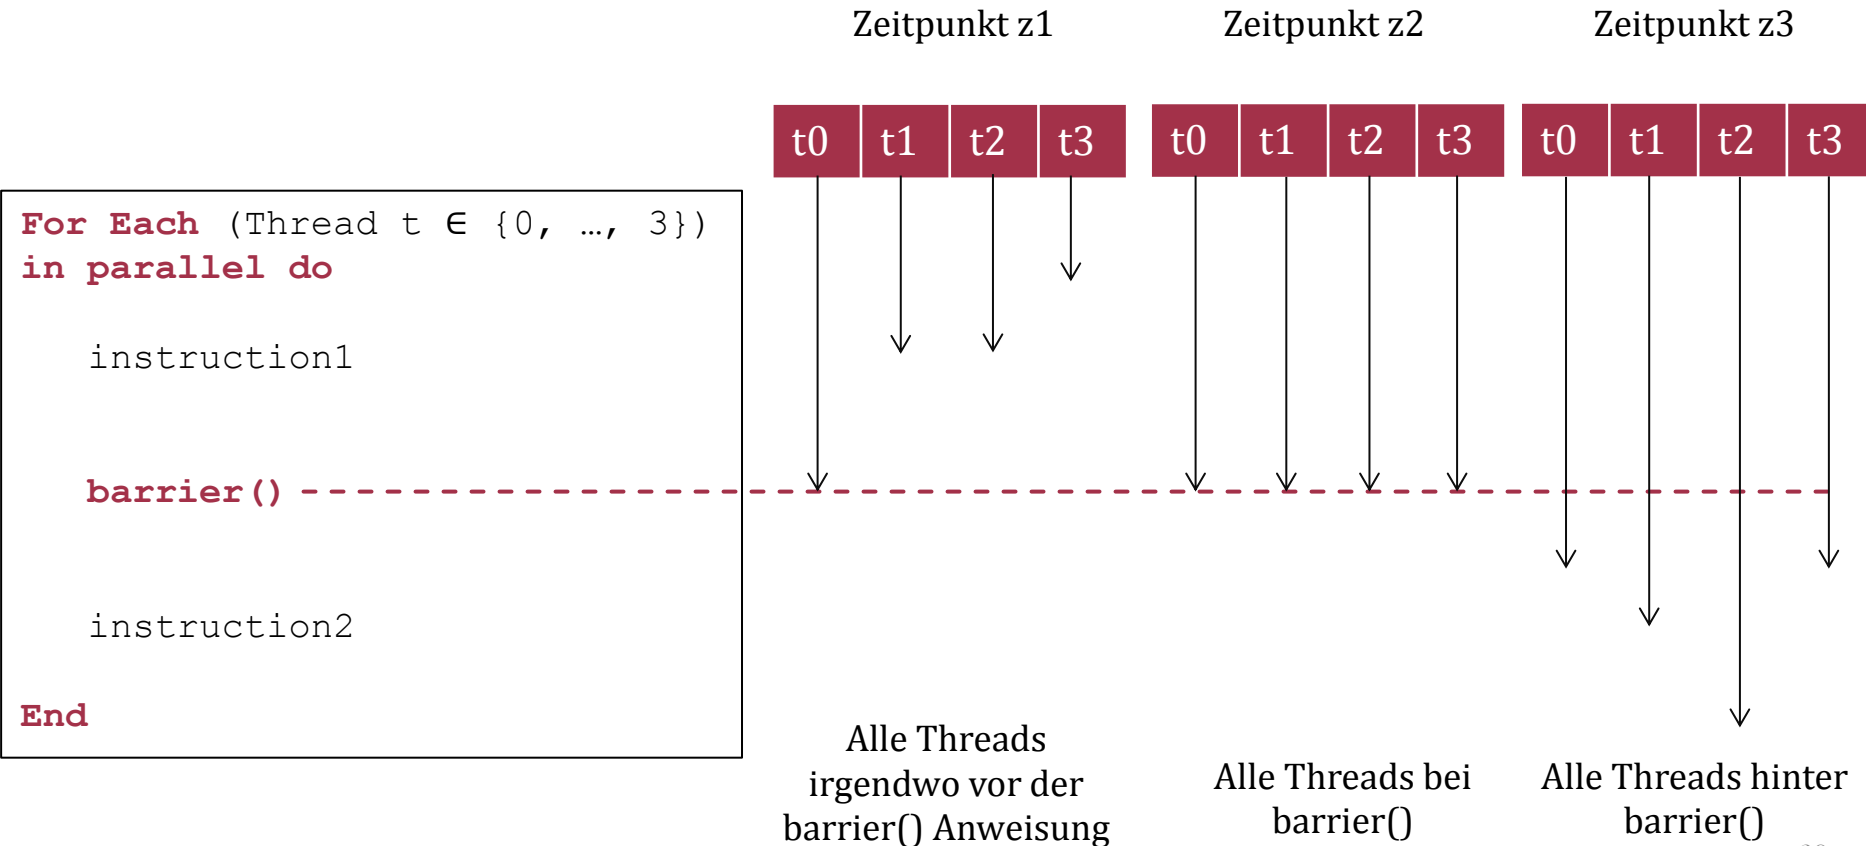 Zeitpunkt z1 Zeitpunkt z2 Zeitpunkt z3
t0 t1 t2 t3 t0 t1 t2 t3 t0 t1 t2 t3
For Each (Thread t ∈ {0, …, 3})
in parallel do
instruction1
barrier()
instruction2
End
Alle Threads
irgendwo vor der
barrier() Anweisung
Alle Threads bei
barrier()
Alle Threads hinter
barrier()